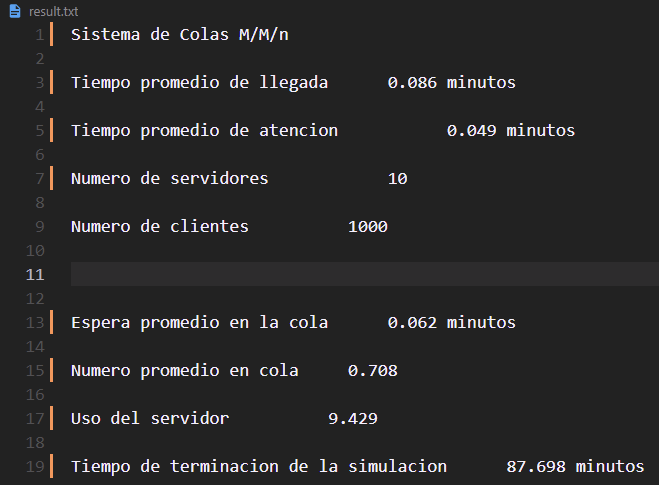 result.txt
1 Sistema de Colas M/M/n
2
3 Tiempo promedio de llegada 0.086 minutos
4
5 Tiempo promedio de atencion 0.049 minutos
6
7 Numero de servidores 10
8
9 Numero de clientes 1000
10
11
12
13 Espera promedio en la cola 0.062 minutos
14
15 Numero promedio en cola 0.708
16
17 Uso del servidor 9.429
18
19 Tiempo de terminacion de la simulacion 87.698 minutos